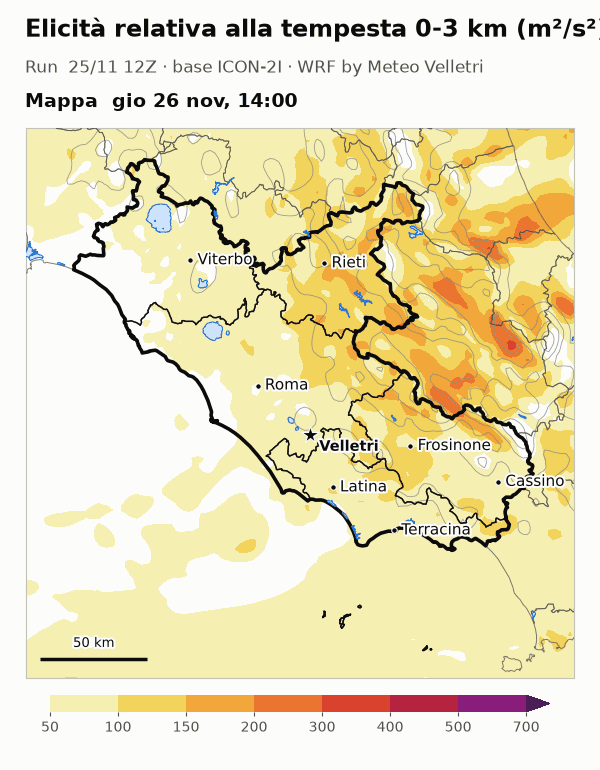 Elicità relativa alla tempesta 0-3 km (m²/s²)
Run  25/11 12Z · base ICON-2I · WRF by Meteo Velletri
Mappa  gio 26 nov, 14:00
Viterbo
Rieti
Roma
Velletri
Frosinone
Latina
Cassino
Terracina
50 km
50 100 150 200 300 400 500 700